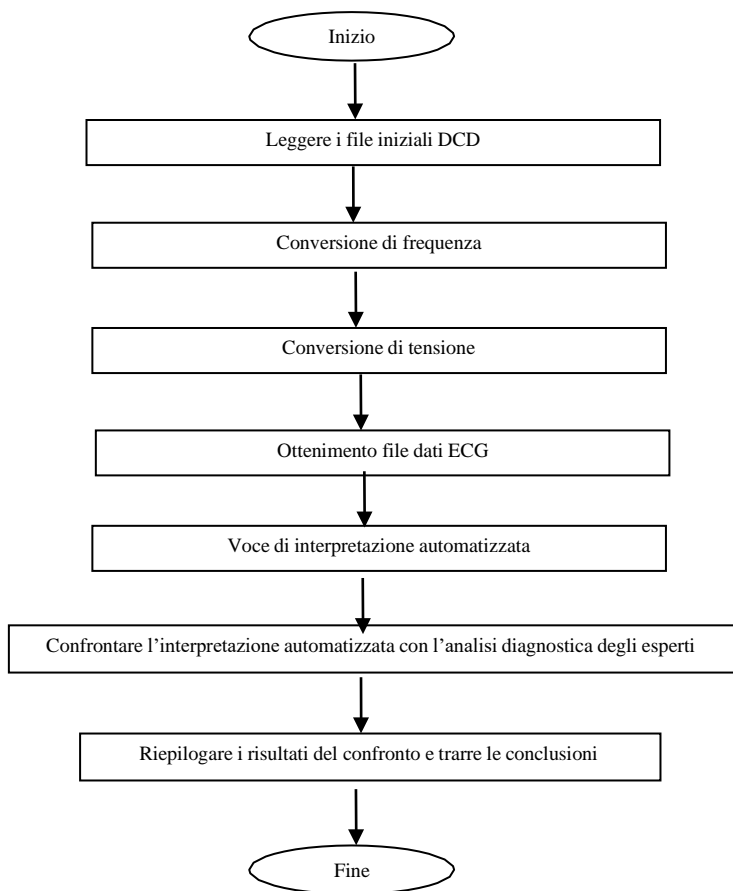 Inizio
Leggere i file iniziali DCD
Conversione di frequenza
Conversione di tensione
Ottenimento file dati ECG
Voce di interpretazione automatizzata
Confrontare l’interpretazione automatizzata con l’analisi diagnostica degli esperti
Riepilogare i risultati del confronto e trarre le conclusioni
Fine